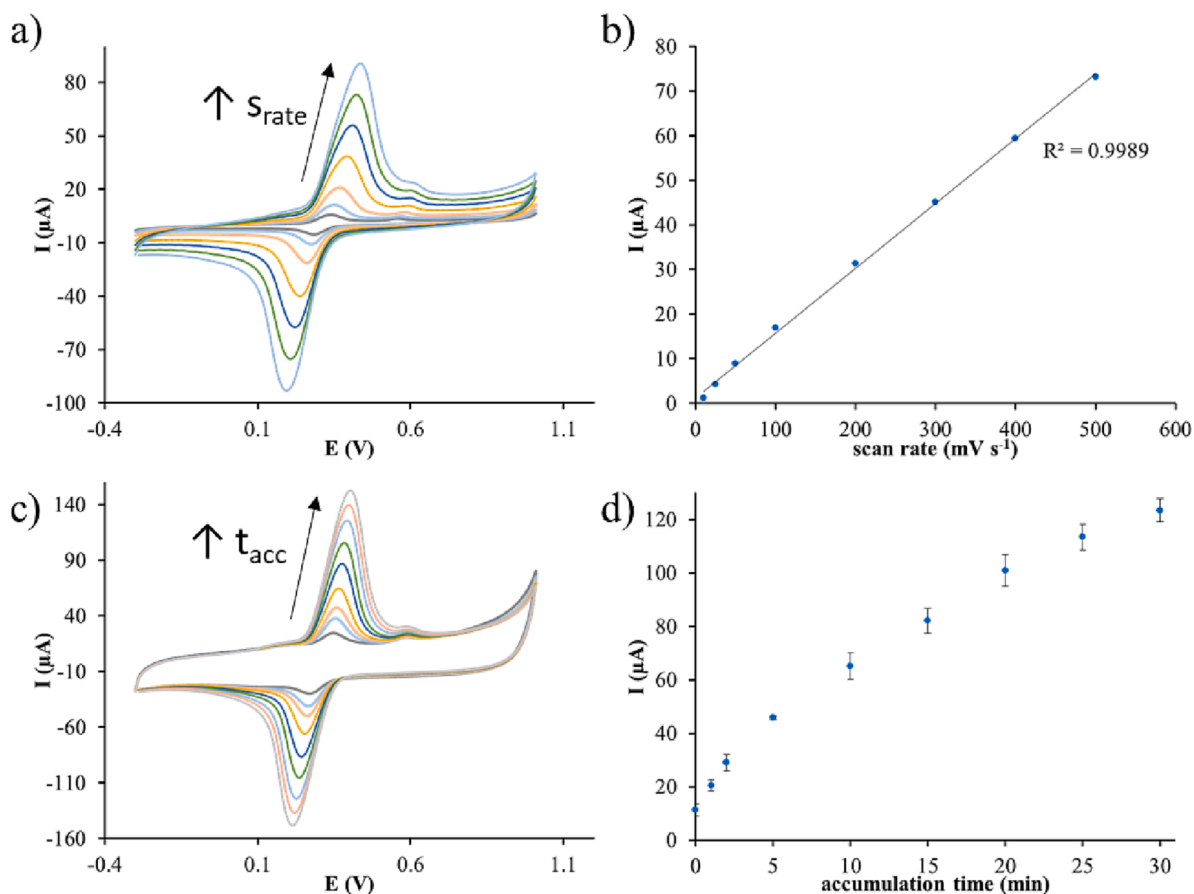 a)
↑ s_rate
80
50
20
-10
-40
-70
-100
I (µA)
-0.4 0.1 0.6 1.1
E (V)
b)
80
70
60
50
40
30
20
10
0
I (µA)
R² = 0.9989
0 100 200 300 400 500 600
scan rate (mV s⁻¹)
c)
↑ t_acc
140
90
40
-10
-60
-110
-160
I (µA)
-0.4 0.1 0.6 1.1
E (V)
d)
120
100
80
60
40
20
0
I (µA)
0 5 10 15 20 25 30
accumulation time (min)